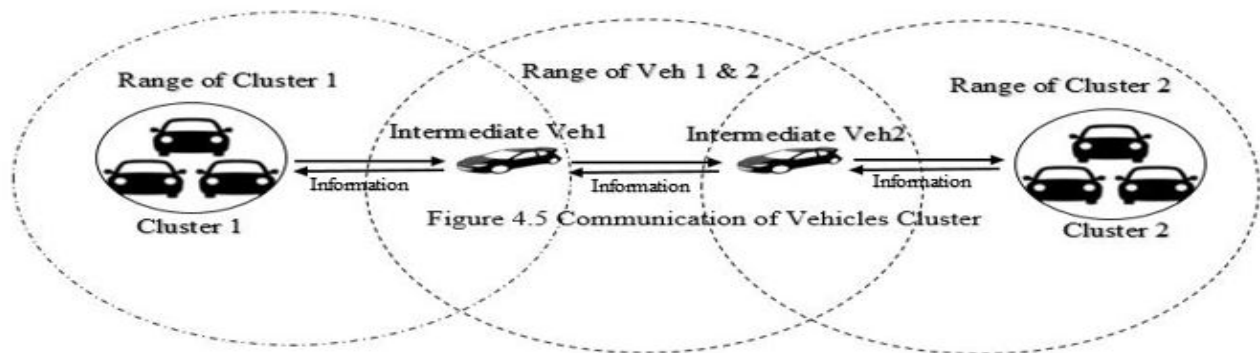 Range of Cluster 1
Range of Veh 1 & 2
Range of Cluster 2
Intermediate Veh1
Intermediate Veh2
Information
Information
Information
Cluster 1
Figure 4.5 Communication of Vehicles Cluster
Cluster 2